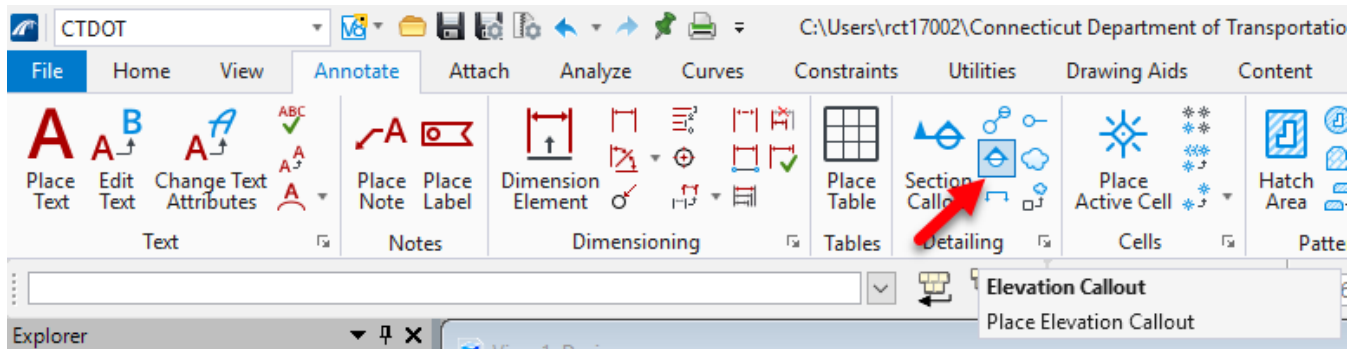 CTDOT
C:\Users\rct17002\Connecticut Department of Transportatio
File Home View Annotate Attach Analyze Curves Constraints Utilities Drawing Aids Content
ABC
Place Text
Edit Text
Change Text Attributes
Place Note
Place Label
Dimension Element
Place Table
Section
Place Active Cell
Hatch Area
Text Notes Dimensioning Tables Detailing Cells Patte
Elevation Callout
Place Elevation Callout
Explorer